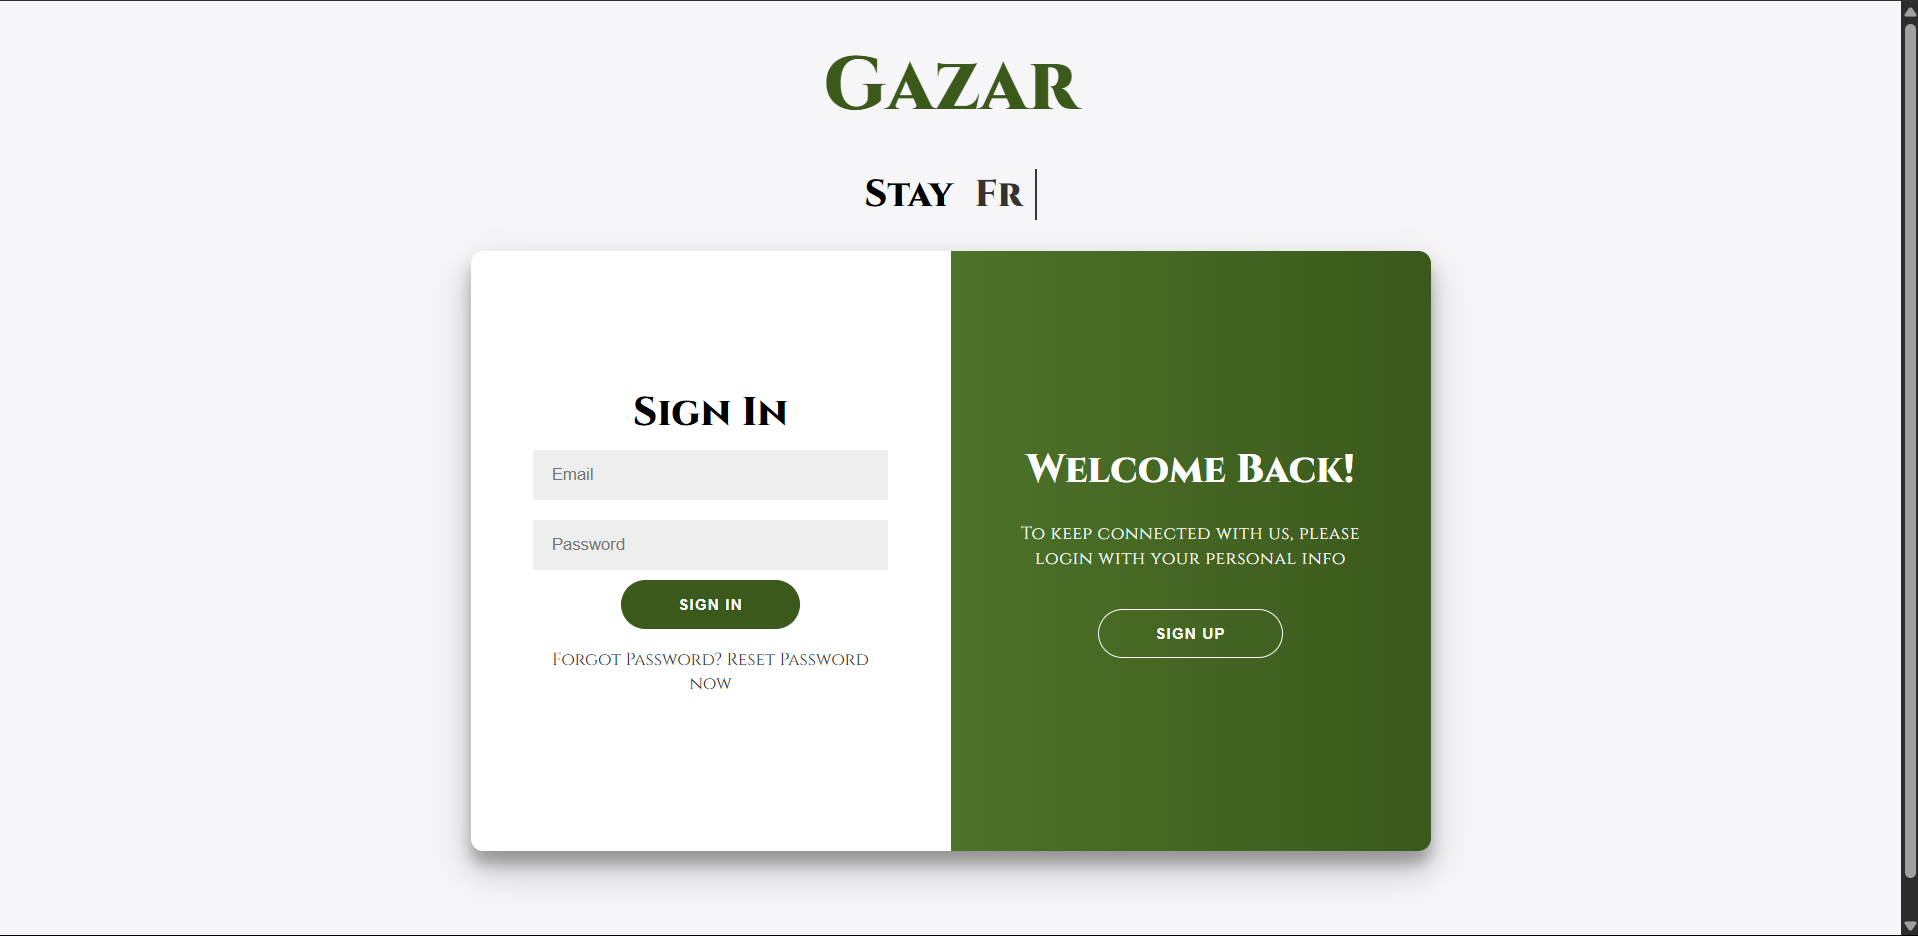 Gazar
Stay Fr
Sign In
Email
Password
SIGN IN
Forgot Password? Reset Password
now
Welcome Back!
To keep connected with us, please
login with your personal info
SIGN UP